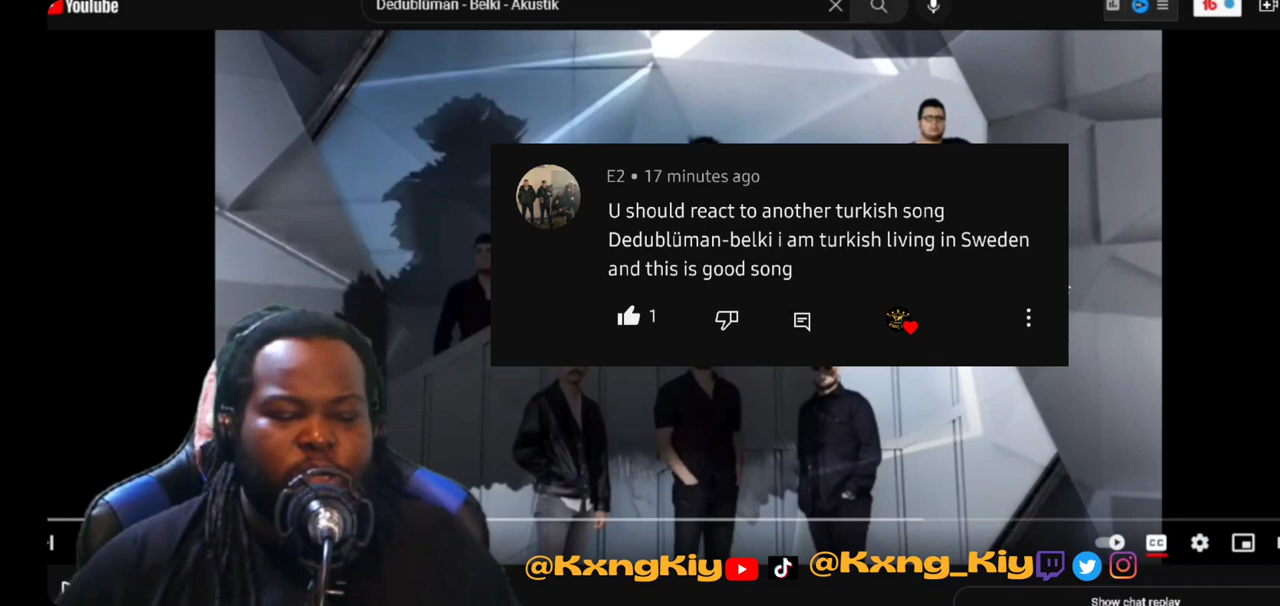 YouTube
Dedublüman - Belki - Akustik
E2 • 17 minutes ago
U should react to another turkish song
Dedublüman-belki i am turkish living in Sweden
and this is good song
1
CC
@KxngKiy @Kxng_Kiy
Show chat replay